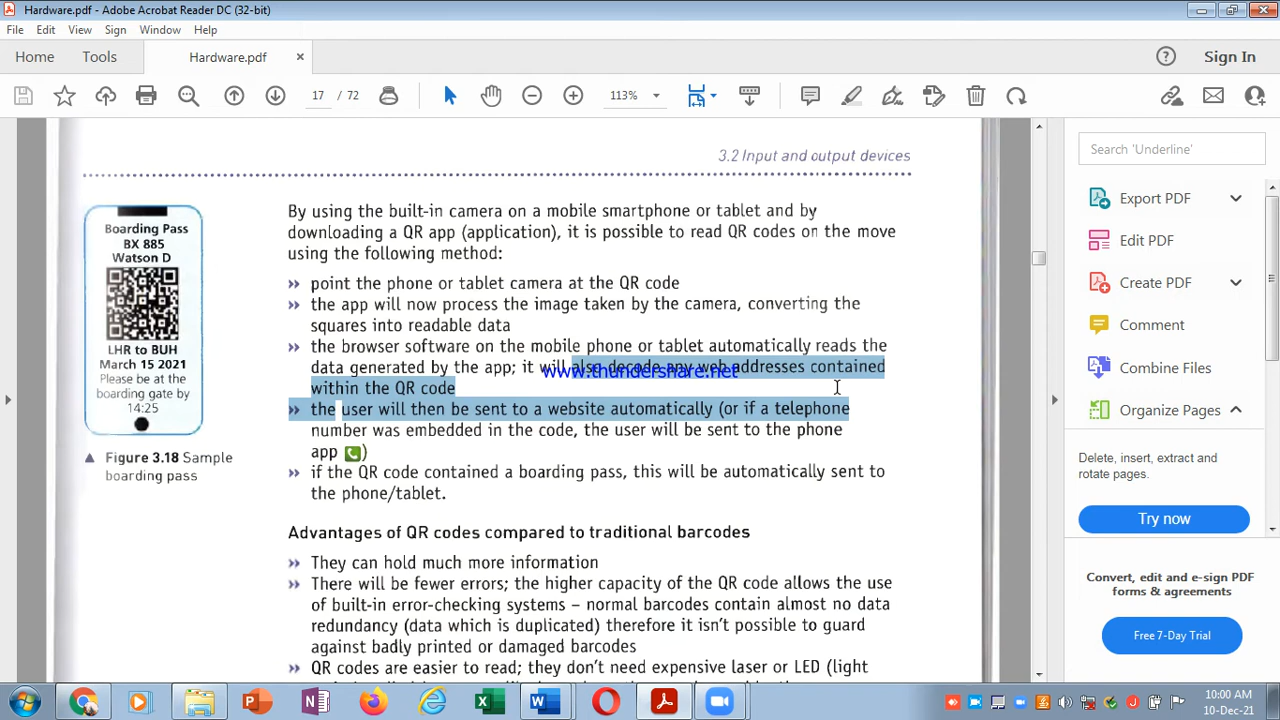 Hardware.pdf - Adobe Acrobat Reader DC (32-bit)
File Edit View Sign Window Help
Home Tools Hardware.pdf × Sign In
17 / 72 113%
3.2 Input and output devices
Search 'Underline'
Export PDF
Edit PDF
Create PDF
Comment
Combine Files
Organize Pages
Delete, insert, extract and
rotate pages.
Try now
Convert, edit and e-sign PDF
forms & agreements
Free 7-Day Trial
Boarding Pass
BX 885
Watson D
LHR to BUH
March 15 2021
Please be at the
boarding gate by
14:25
Figure 3.18 Sample
boarding pass
By using the built-in camera on a mobile smartphone or tablet and by
downloading a QR app (application), it is possible to read QR codes on the move
using the following method:
» point the phone or tablet camera at the QR code
» the app will now process the image taken by the camera, converting the
squares into readable data
» the browser software on the mobile phone or tablet automatically reads the
data generated by the app; it will also decode any web addresses contained
www.thundershare.net
within the QR code
» the user will then be sent to a website automatically (or if a telephone
number was embedded in the code, the user will be sent to the phone
app )
» if the QR code contained a boarding pass, this will be automatically sent to
the phone/tablet.
Advantages of QR codes compared to traditional barcodes
» They can hold much more information
» There will be fewer errors; the higher capacity of the QR code allows the use
of built-in error-checking systems – normal barcodes contain almost no data
redundancy (data which is duplicated) therefore it isn't possible to guard
against badly printed or damaged barcodes
» QR codes are easier to read; they don't need expensive laser or LED (light
10:00 AM
10-Dec-21